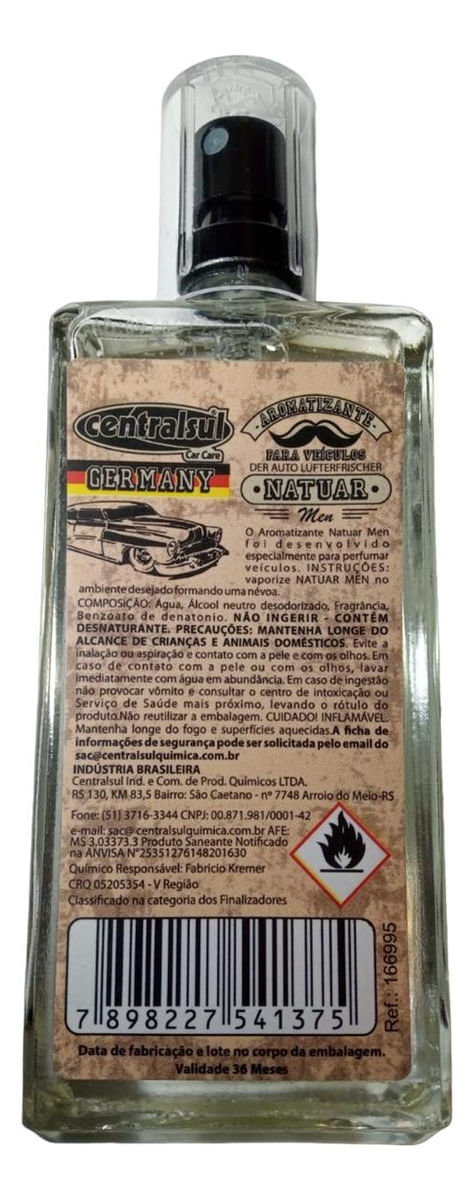 centralsul
Car Care
GERMANY
AROMATIZANTE
PARA VEÍCULOS
DER AUTO LUFTERFRISCHER
NATUAR
Men
O Aromatizante Natuar Men
foi desenvolvido
especialmente para perfumar
veículos. INSTRUÇÕES:
vaporize NATUAR MEN no
ambiente desejado formando uma névoa.
COMPOSIÇÃO: Água, Álcool neutro desodorizado, Fragrância,
Benzoato de denatonio. NÃO INGERIR - CONTÉM
DESNATURANTE. PRECAUÇÕES: MANTENHA LONGE DO
ALCANCE DE CRIANÇAS E ANIMAIS DOMÉSTICOS. Evite a
inalação ou aspiração e contato com a pele e com os olhos. Em
caso de contato com a pele ou com os olhos, lavar
imediatamente com água em abundância. Em caso de ingestão
não provocar vômito e consultar o centro de intoxicação ou
Serviço de Saúde mais próximo, levando o rótulo do
produto.Não reutilizar a embalagem. CUIDADO! INFLAMÁVEL.
Mantenha longe do fogo e superfícies aquecidas.A ficha de
informações de segurança pode ser solicitada pelo email do
sac@centralsulquimica.com.br
INDÚSTRIA BRASILEIRA
Centralsul Ind. e Com. de Prod. Químicos LTDA.
RS 130, KM 83,5 Bairro: São Caetano - nº 7748 Arroio do Meio-RS
Fone: (51) 3716-3344 CNPJ: 00.871.981/0001-42
e-mail: sac@centralsulquimica.com.br AFE:
MS 3.03373.3 Produto Saneante Notificado
na ANVISA N°25351276148201630
Químico Responsável: Fabricio Kremer
CRQ 05205354 - V Região
Classificado na categoria dos Finalizadores
7 898227 541375
Ref.: 166995
Data de fabricação e lote no corpo da embalagem.
Validade 36 Meses